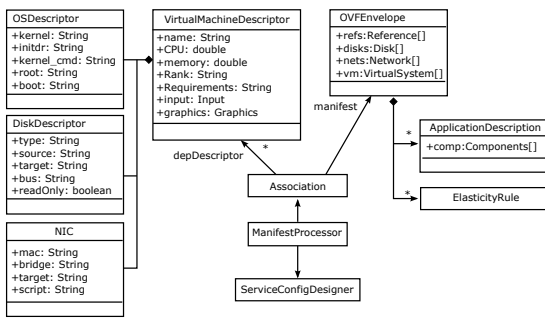 OSDescriptor
+kernel: String
+initdr: String
+kernel_cmd: String
+root: String
+boot: String
VirtualMachineDescriptor
+name: String
+CPU: double
+memory: double
+Rank: String
+Requirements: String
+input: Input
+graphics: Graphics
OVFEnvelope
+refs:Reference[]
+disks:Disk[]
+nets:Network[]
+vm:VirtualSystem[]
manifest
DiskDescriptor
+type: String
+source: String
+target: String
+bus: String
+readOnly: boolean
depDescriptor
*
*
ApplicationDescription
+comp:Components[]
Association
*
ElasticityRule
NIC
+mac: String
+bridge: String
+target: String
+script: String
ManifestProcessor
ServiceConfigDesigner